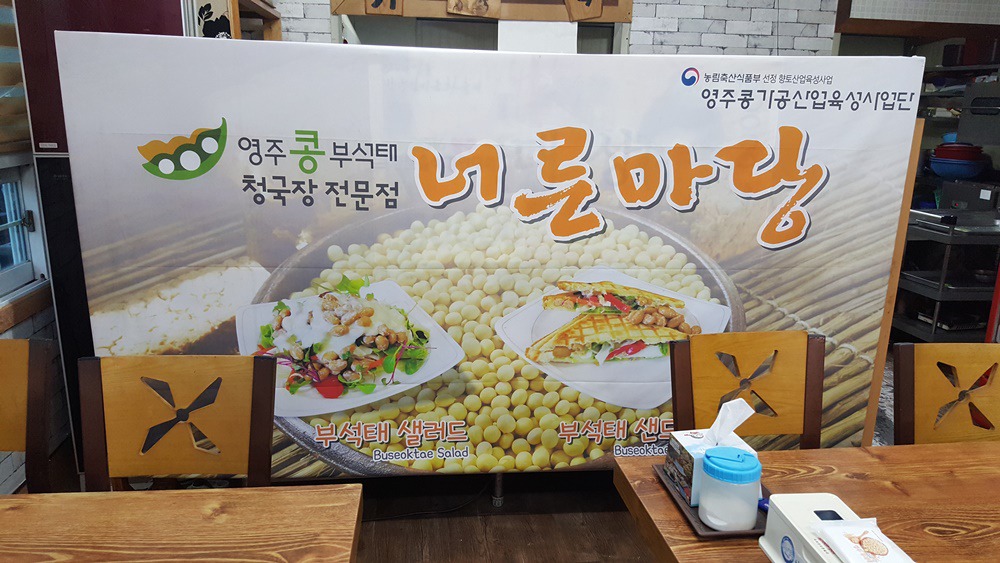 농림축산식품부 선정 향토산업육성사업
영주콩가공산업육성사업단
영주 콩 부석태
청국장 전문점
너른마당
부석태 샐러드
Buseoktae Salad
부석태 샌드
Buseoktae